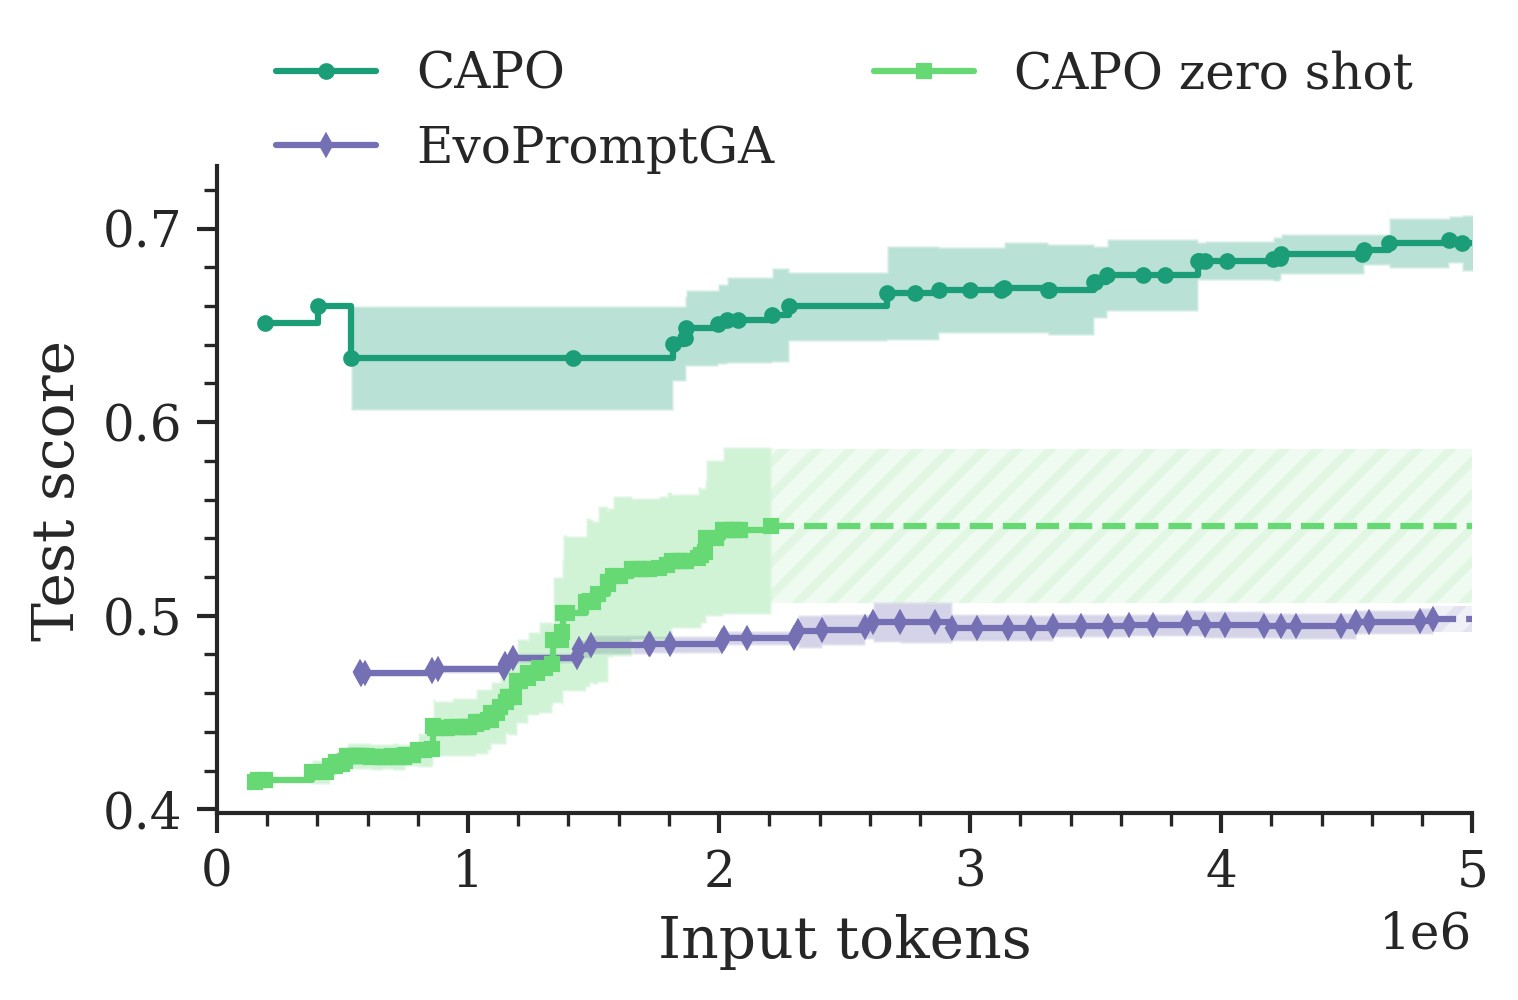 CAPO
CAPO zero shot
EvoPromptGA
0.7
0.6
0.5
0.4
Test score
0 1 2 3 4 5
1e6
Input tokens